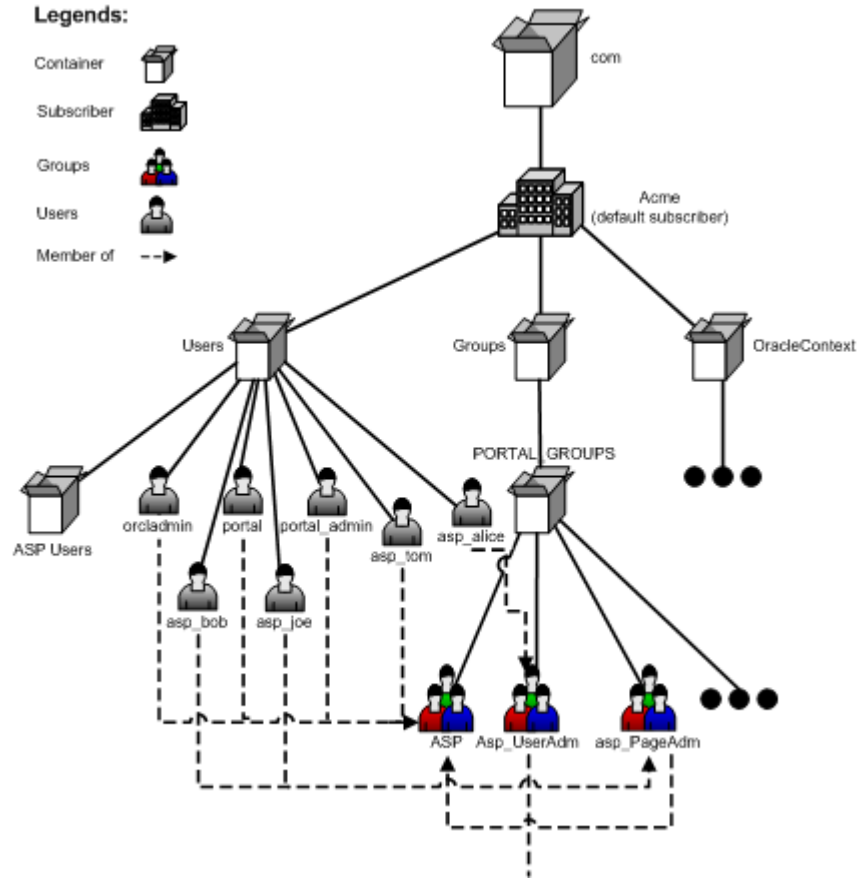 Legends:
Container
Subscriber
Groups
Users
Member of
com
Acme
(default subscriber)
Users
Groups
OracleContext
PORTAL_GROUPS
ASP Users
orcladmin
portal
portal_admin
asp_tom
asp_alice
asp_bob
asp_joe
ASP
Asp_UserAdm
asp_PageAdm